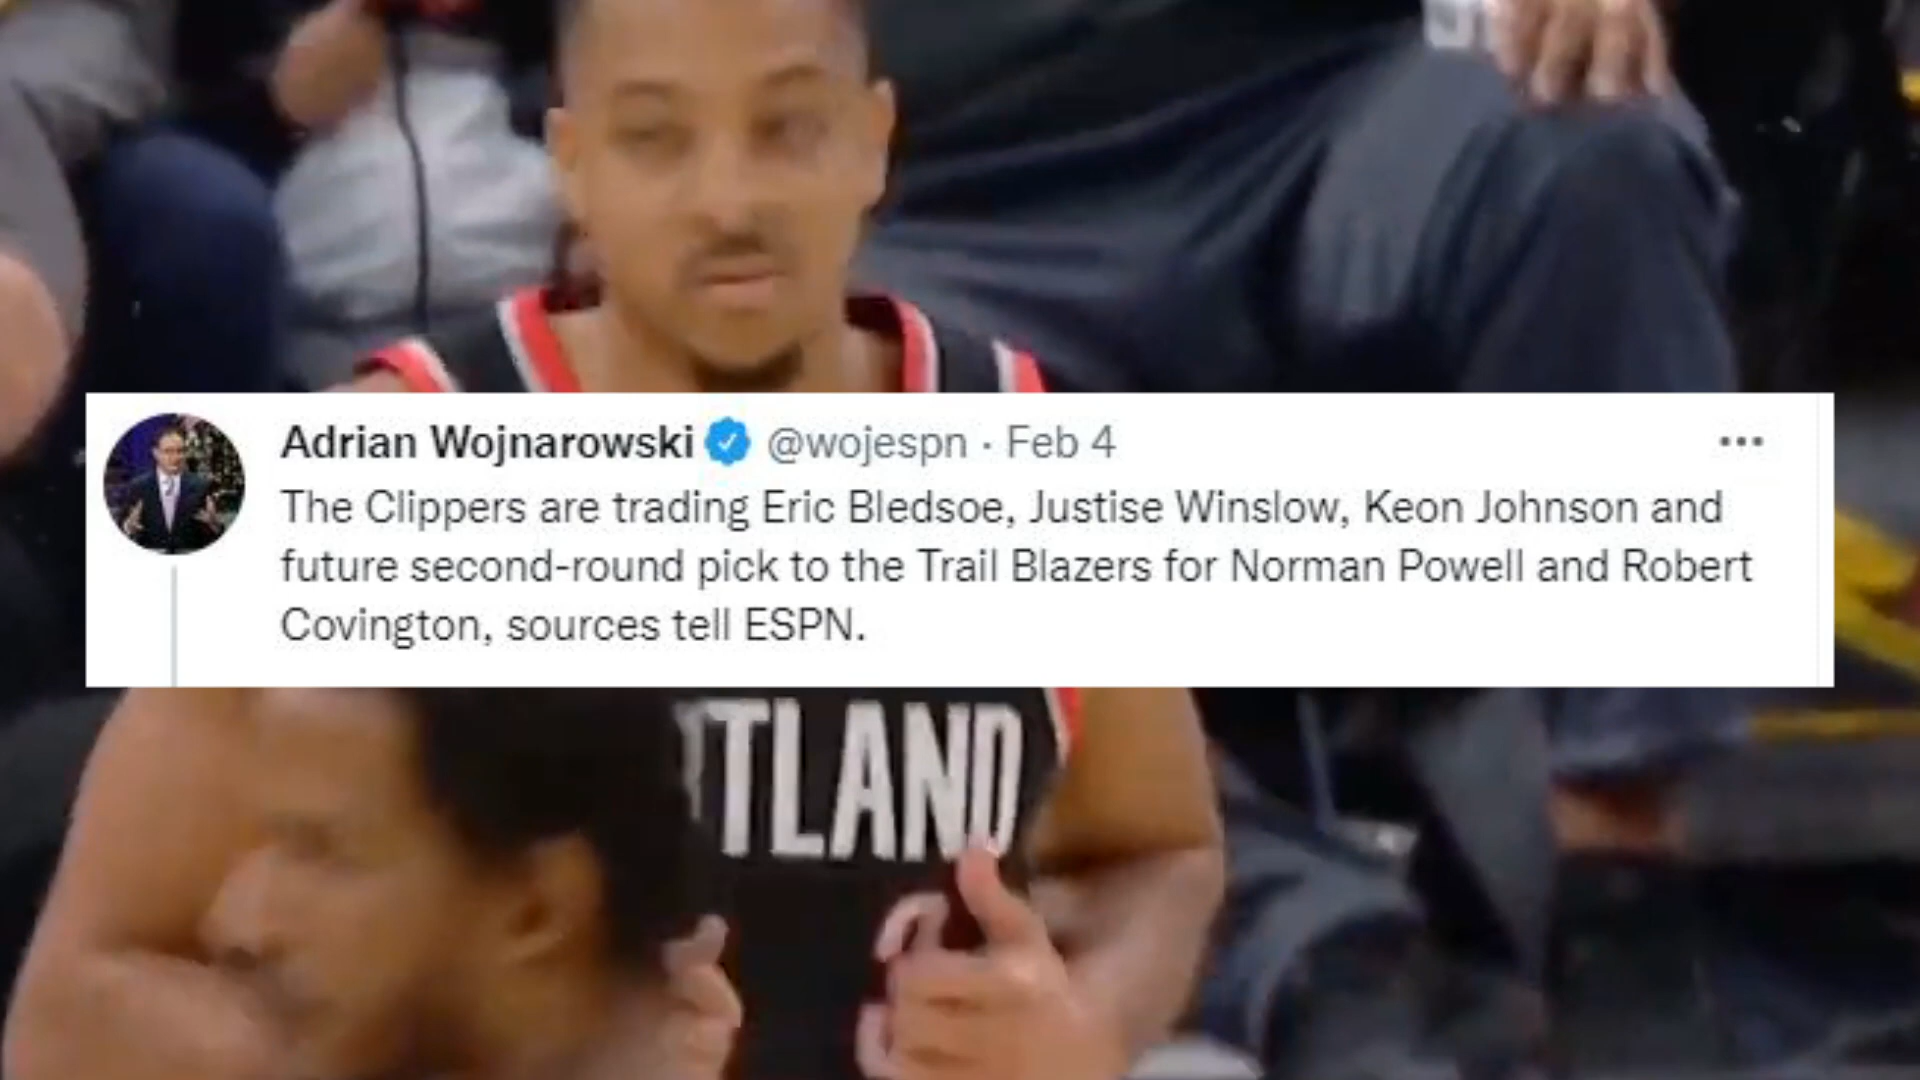 Adrian Wojnarowski @wojespn · Feb 4
The Clippers are trading Eric Bledsoe, Justise Winslow, Keon Johnson and
future second-round pick to the Trail Blazers for Norman Powell and Robert
Covington, sources tell ESPN.
TLAND